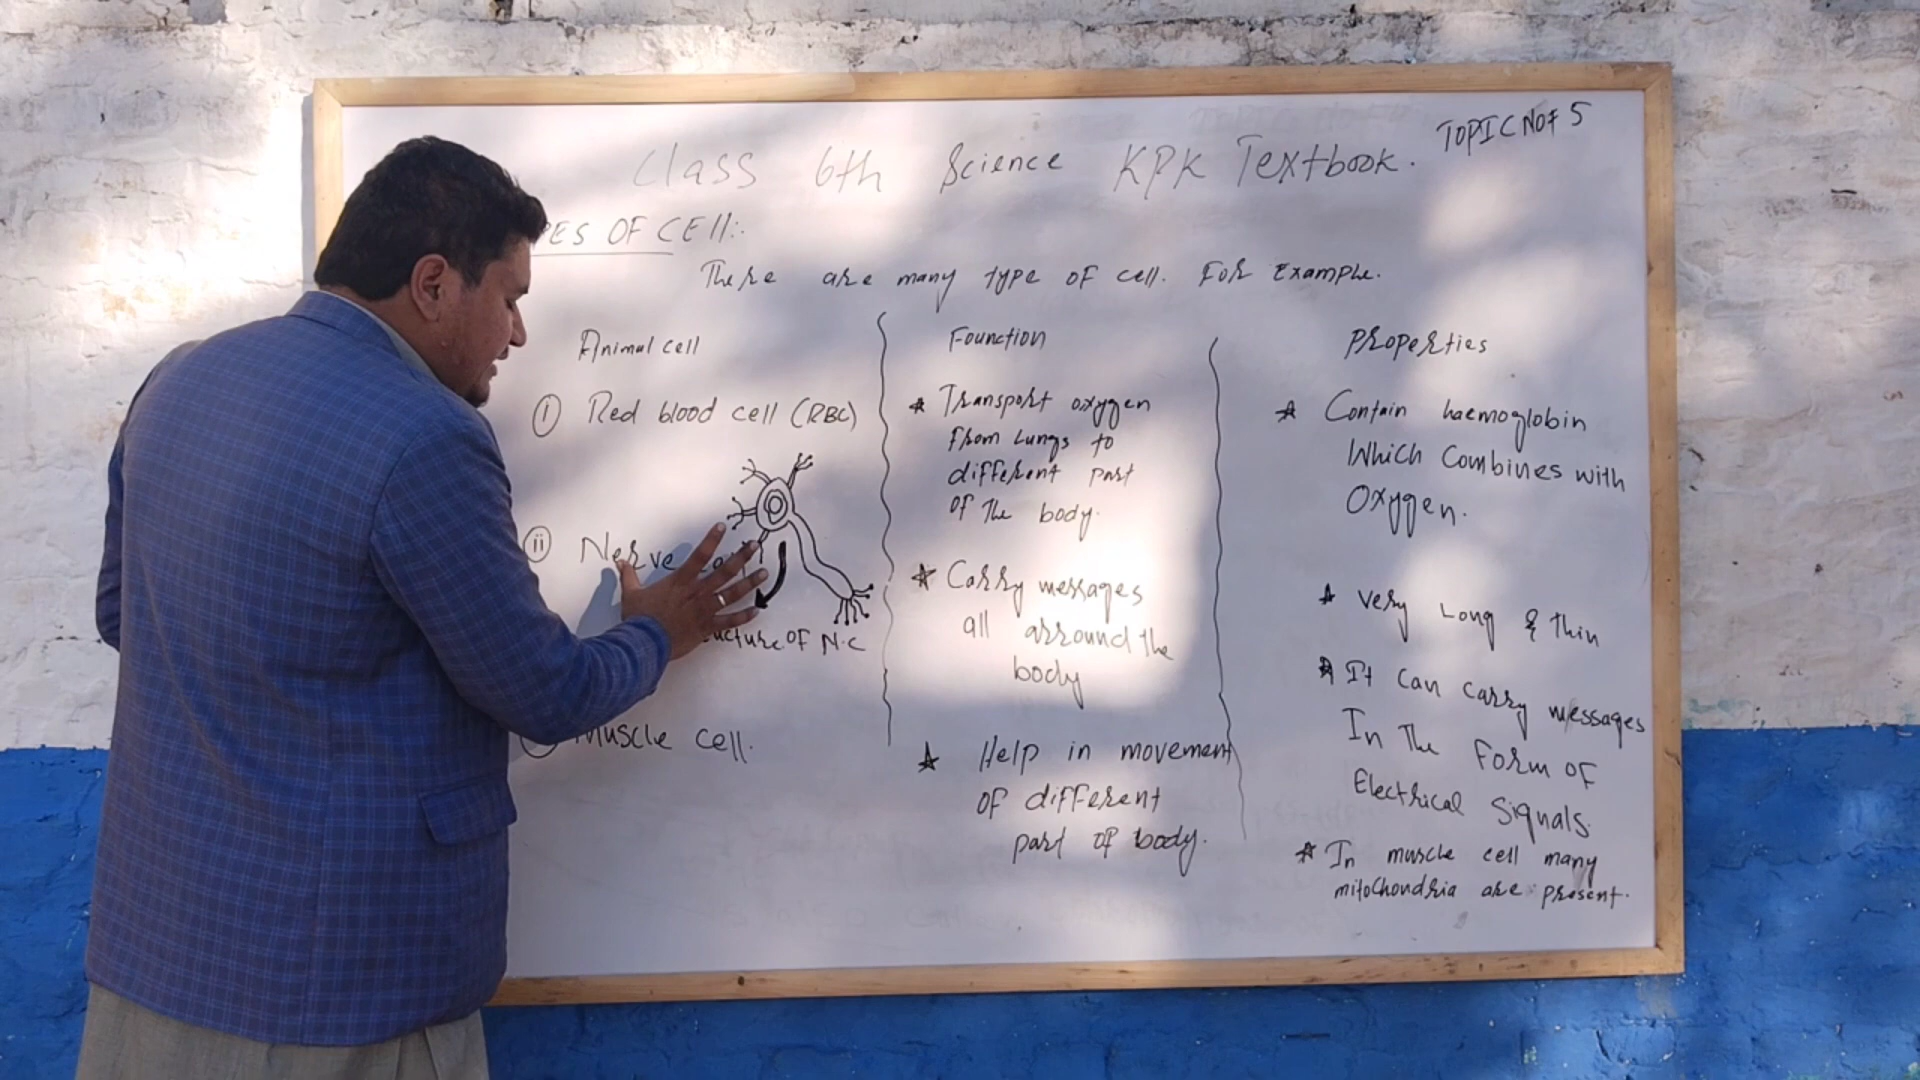 TOPIC NO# 5
Class 6th Science KPK Textbook.
PES OF CEll:-
There are many type of cell. For Example.
Animal cell
(i) Red blood cell (RBC)
(ii) Nerve
ucture of N.C
Muscle cell.
Founction
* Transport oxygen
From Lungs to
different part
of The body.
* Carry messages
all arround the
body
* Help in movement
of different
part of body.
Properties
* Contain haemoglobin
Which Combines with
Oxygen.
* Very Long & thin
* It Can Carry messages
In The Form of
Electrical Signals.
* In muscle cell many
mitochondria are present.